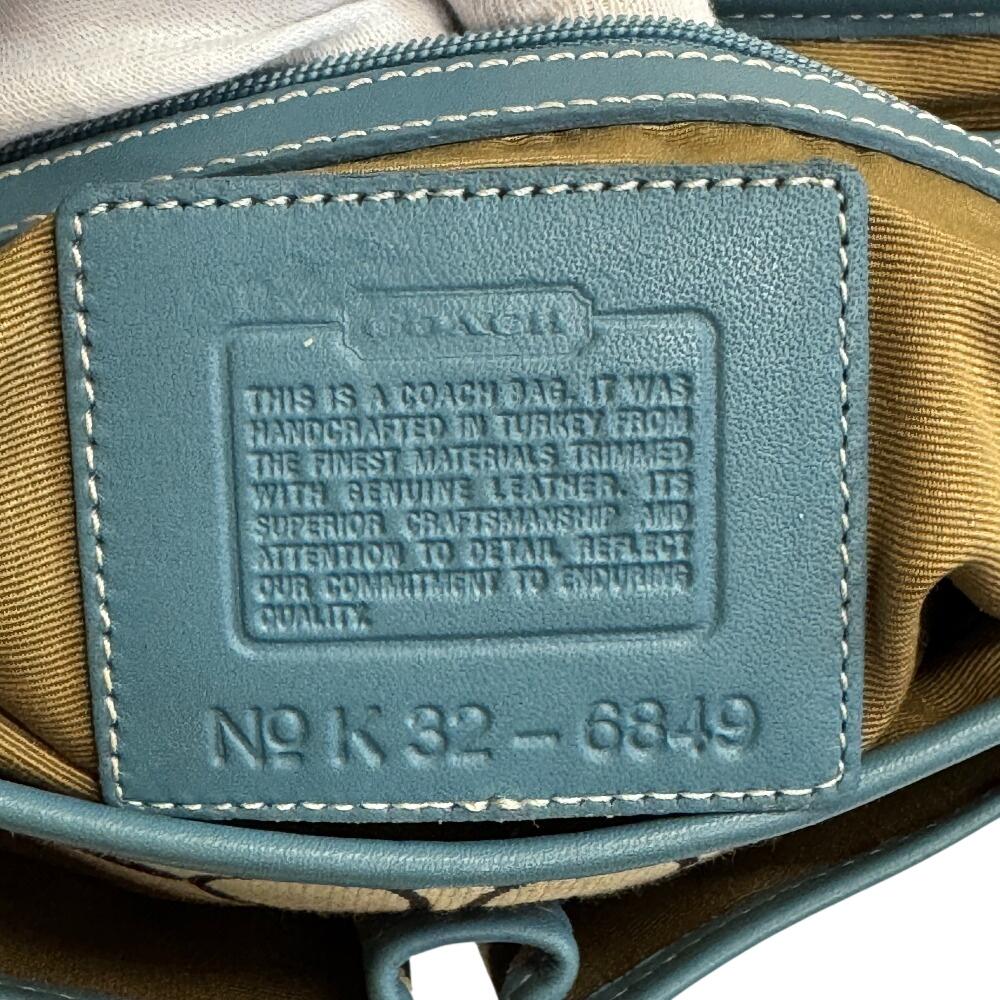 COACH
THIS IS A COACH BAG. IT WAS
HANDCRAFTED IN TURKEY FROM
THE FINEST MATERIALS TRIMMED
WITH GENUINE LEATHER. ITS
SUPERIOR CRAFTSMANSHIP AND
ATTENTION TO DETAIL REFLECT
OUR COMMITMENT TO ENDURING
QUALITY.
Nº K 32 - 6849